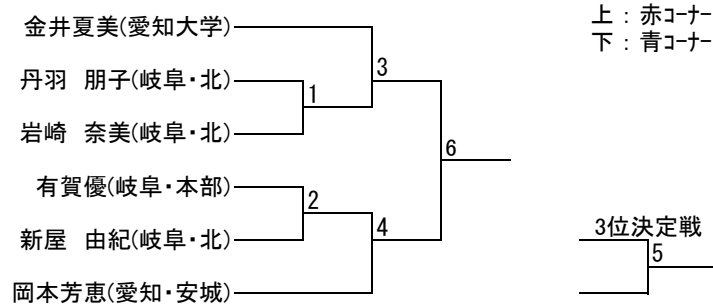 金井夏美(愛知大学)
上 : 赤ｺｰﾅｰ
下 : 青ｺｰﾅｰ
3
丹羽　朋子(岐阜・北)
1
岩崎　奈美(岐阜・北)
6
有賀優(岐阜・本部)
2
新屋　由紀(岐阜・北)
4
3位決定戦
5
岡本芳恵(愛知・安城)